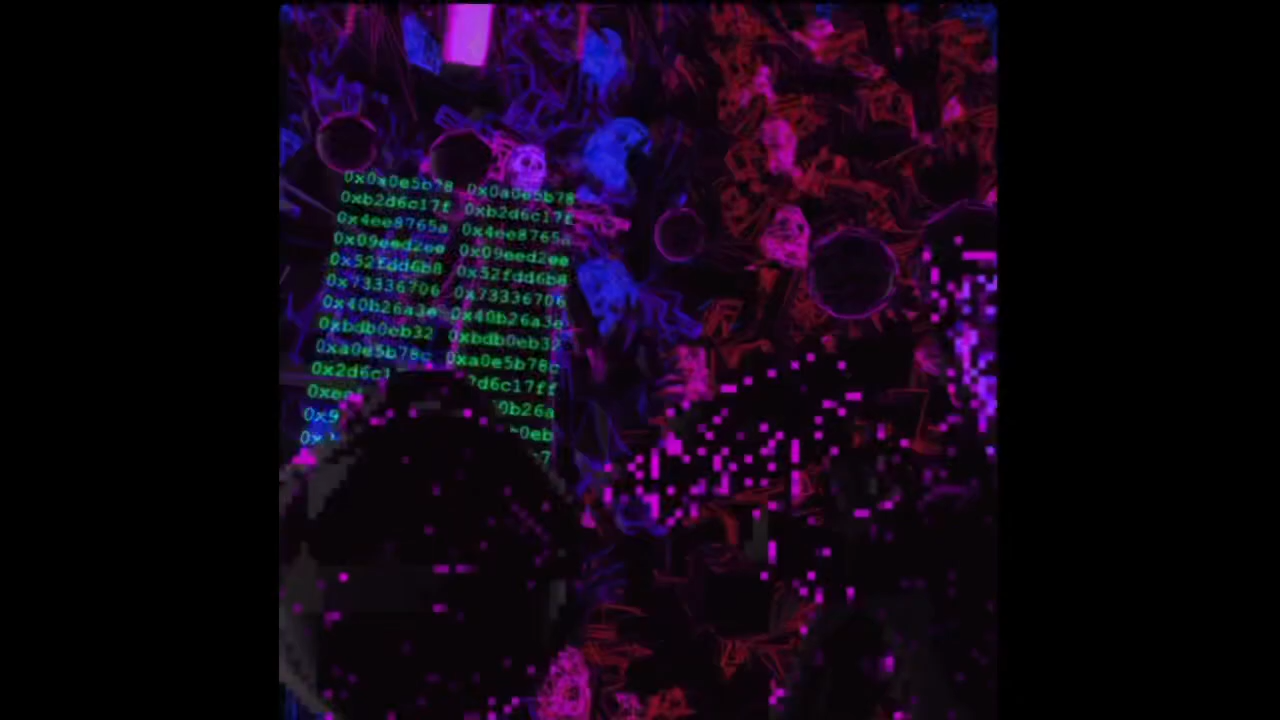 0x0a0e5b78 0x0a0e5b78
0xb2d6c17f 0xb2d6c17f
0x4ee8765a 0x4ee8765a
0x09eed2ee 0x09eed2ee
0x52fdd6b8 0x52fdd6b8
0x73336706 0x73336706
0x40b26a3e 0x40b26a3e
0xbdb0eb32 0xbdb0eb32
0xa0e5b78c 0xa0e5b78c